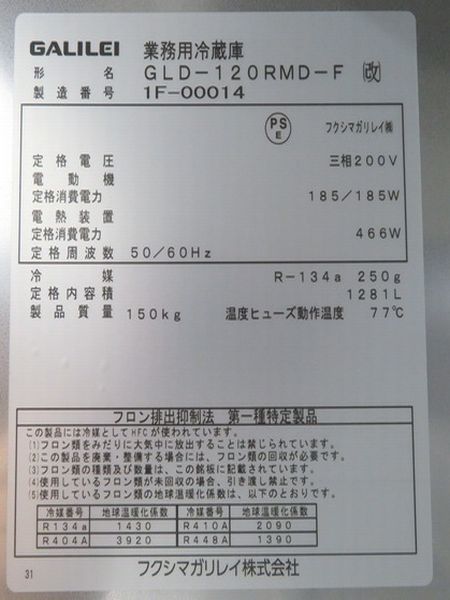 GALILEI 業務用冷蔵庫
形名 GLD-120RMD-F 改
製造番号 1F-00014
PS E フクシマガリレイ㈱
定格電圧 三相200V
電動機
定格消費電力 185/185W
電熱装置
定格消費電力 466W
定格周波数 50/60Hz
冷媒 R-134a 250g
定格内容積 1281L
製品質量 150kg 温度ヒューズ動作温度 77℃
フロン排出抑制法 第一種特定製品
この製品には冷媒としてHFCが使われています。
(1)フロン類をみだりに大気中に放出することは禁じられています。
(2)この製品を廃棄・整備する場合には、フロン類の回収が必要です。
(3)フロン類の種類及び数量は、この銘板に記載されています。
(4)使用しているフロン類が未回収の場合、引き渡し禁止です。
(5)使用しているフロン類の地球温暖化係数は、以下のとおりです。
冷媒番号 地球温暖化係数 冷媒番号 地球温暖化係数
R134a 1430 R410A 2090
R404A 3920 R448A 1390
31 フクシマガリレイ株式会社